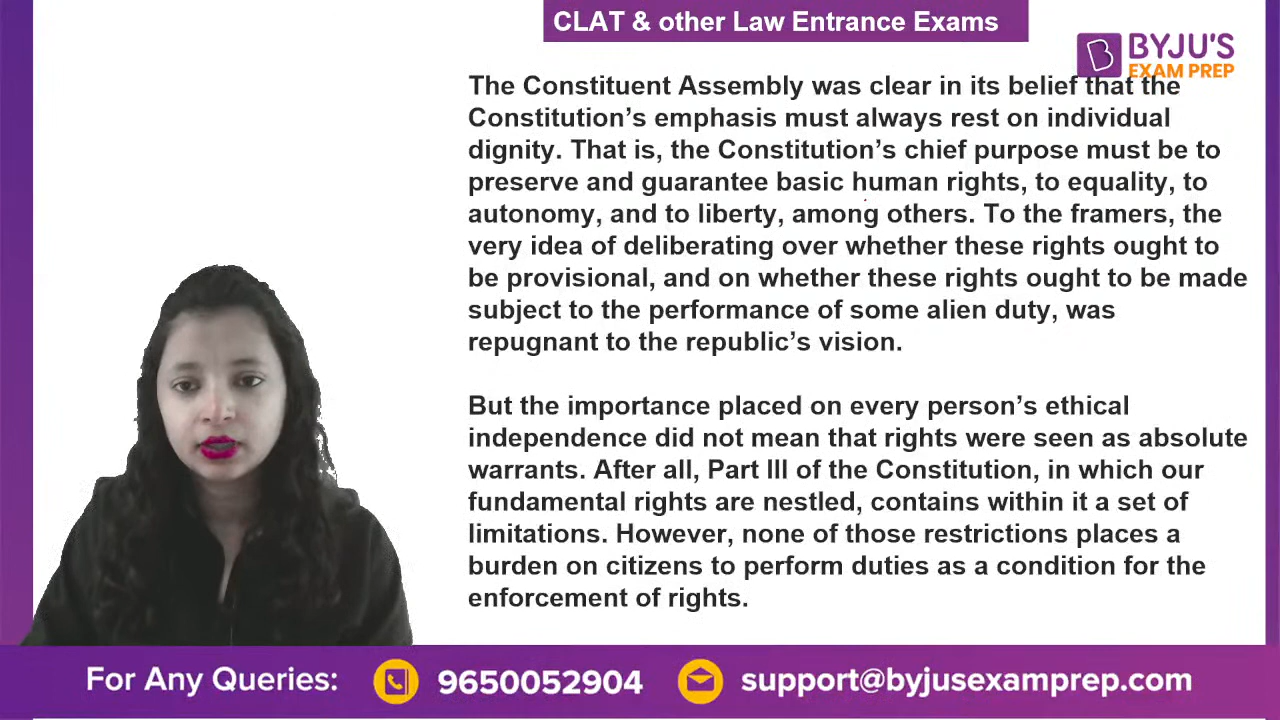 CLAT & other Law Entrance Exams
BYJU'S
EXAM PREP
The Constituent Assembly was clear in its belief that the
Constitution’s emphasis must always rest on individual
dignity. That is, the Constitution’s chief purpose must be to
preserve and guarantee basic human rights, to equality, to
autonomy, and to liberty, among others. To the framers, the
very idea of deliberating over whether these rights ought to
be provisional, and on whether these rights ought to be made
subject to the performance of some alien duty, was
repugnant to the republic’s vision.
But the importance placed on every person’s ethical
independence did not mean that rights were seen as absolute
warrants. After all, Part III of the Constitution, in which our
fundamental rights are nestled, contains within it a set of
limitations. However, none of those restrictions places a
burden on citizens to perform duties as a condition for the
enforcement of rights.
For Any Queries: 9650052904 support@byjusexamprep.com